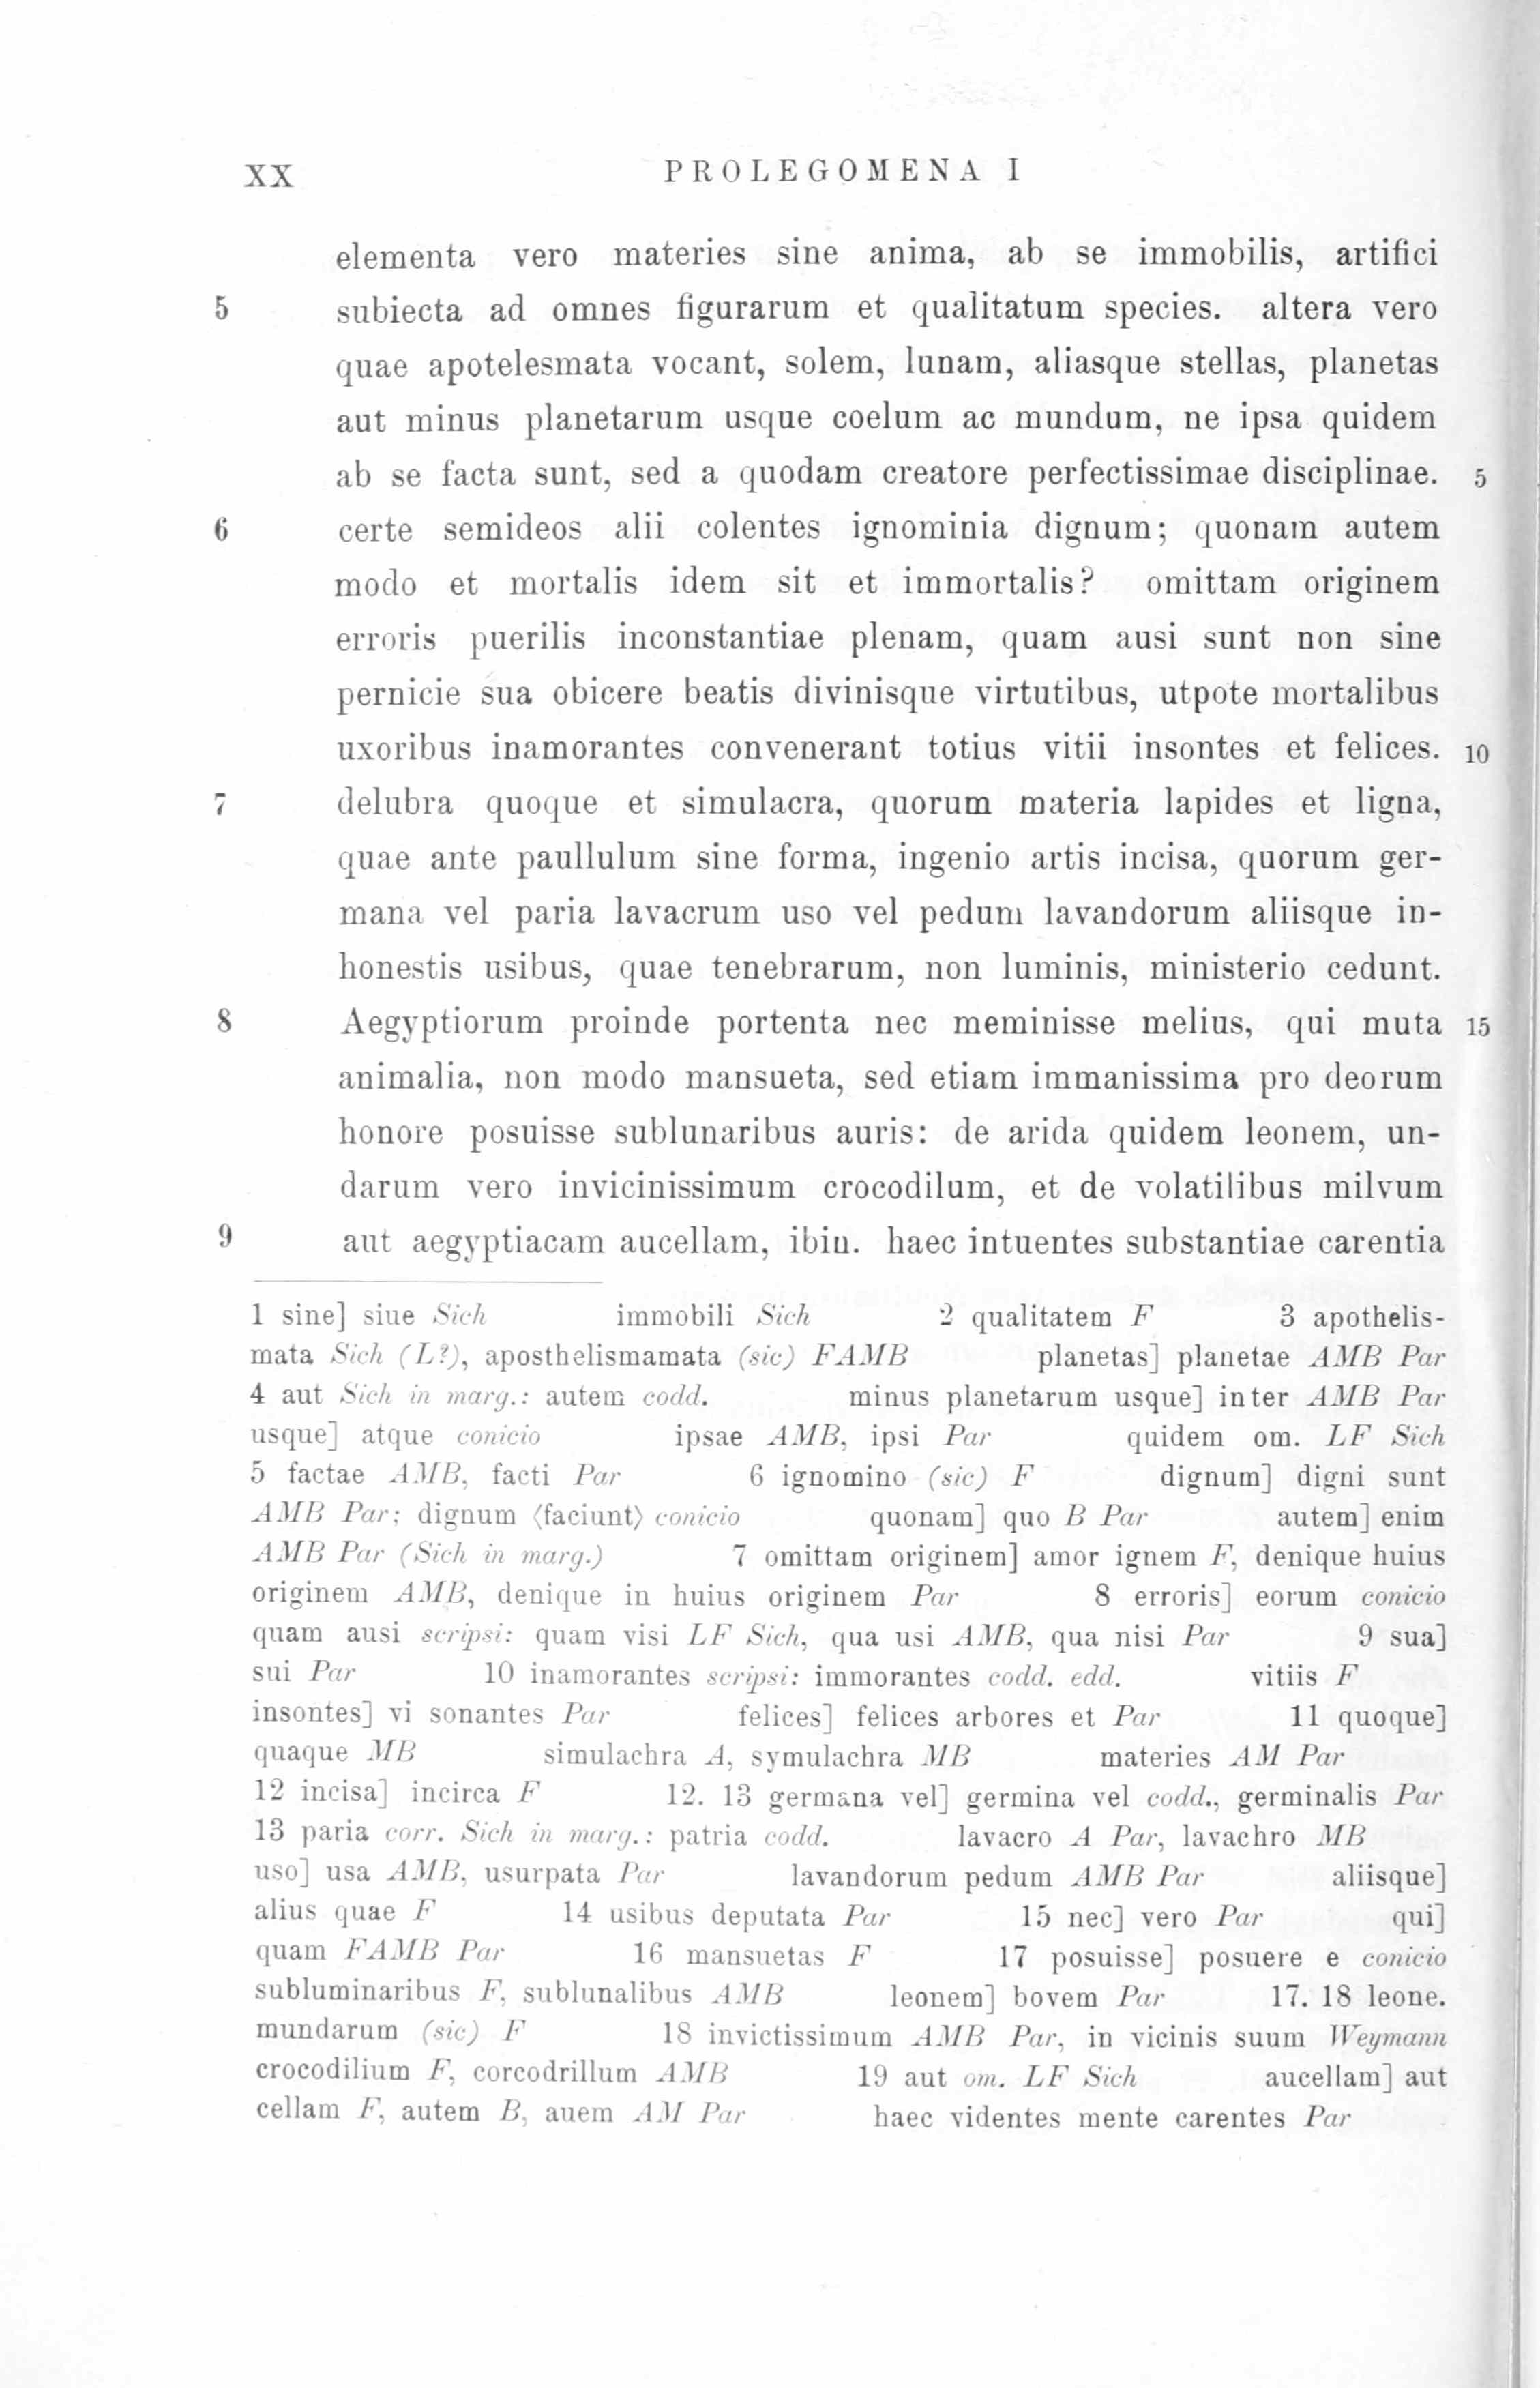 XX PROLEGOMENA I
elementa vero materies sine anima, ab se immobilis, artifici
5 subiecta ad omnes figurarum et qualitatum species. altera vero
quae apotelesmata vocant, solem, lunam, aliasque stellas, planetas
aut minus planetarum usque coelum ac mundum, ne ipsa quidem
ab se facta sunt, sed a quodam creatore perfectissimae disciplinae. 5
6 certe semideos alii colentes ignominia dignum; quonam autem
modo et mortalis idem sit et immortalis? omittam originem
erroris puerilis inconstantiae plenam, quam ausi sunt non sine
pernicie sua obicere beatis divinisque virtutibus, utpote mortalibus
uxoribus inamorantes convenerant totius vitii insontes et felices. 10
7 delubra quoque et simulacra, quorum materia lapides et ligna,
quae ante paullulum sine forma, ingenio artis incisa, quorum ger-
mana vel paria lavacrum uso vel pedum lavandorum aliisque in-
honestis usibus, quae tenebrarum, non luminis, ministerio cedunt.
8 Aegyptiorum proinde portenta nec meminisse melius, qui muta 15
animalia, non modo mansueta, sed etiam immanissima pro deorum
honore posuisse sublunaribus auris: de arida quidem leonem, un-
darum vero invicinissimum crocodilum, et de volatilibus milvum
9 aut aegyptiacam aucellam, ibin. haec intuentes substantiae carentia
1 sine] siue Sich immobili Sich 2 qualitatem F 3 apothelis-
mata Sich (L?), aposthelismamata (sic) FAMB planetas] planetae AMB Par
4 aut Sich in marg.: autem codd. minus planetarum usque] inter AMB Par
usque] atque conicio ipsae AMB, ipsi Par quidem om. LF Sich
5 factae AMB, facti Par 6 ignomino (sic) F dignum] digni sunt
AMB Par; dignum ⟨faciunt⟩ conicio quonam] quo B Par autem] enim
AMB Par (Sich in marg.) 7 omittam originem] amor ignem F, denique huius
originem AMB, denique in huius originem Par 8 erroris] eorum conicio
quam ausi scripsi: quam visi LF Sich, qua usi AMB, qua nisi Par 9 sua]
sui Par 10 inamorantes scripsi: immorantes codd. edd. vitiis F
insontes] vi sonantes Par felices] felices arbores et Par 11 quoque]
quaque MB simulachra A, symulachra MB materies AM Par
12 incisa] incirca F 12. 13 germana vel] germina vel codd., germinalis Par
13 paria corr. Sich in marg.: patria codd. lavacro A Par, lavachro MB
uso] usa AMB, usurpata Par lavandorum pedum AMB Par aliisque]
alius quae F 14 usibus deputata Par 15 nec] vero Par qui]
quam FAMB Par 16 mansuetas F 17 posuisse] posuere e conicio
subluminaribus F, sublunalibus AMB leonem] bovem Par 17. 18 leone.
mundarum (sic) F 18 invictissimum AMB Par, in vicinis suum Weymann
crocodilium F, corcodrillum AMB 19 aut om. LF Sich aucellam] aut
cellam F, autem B, auem AM Par haec videntes mente carentes Par